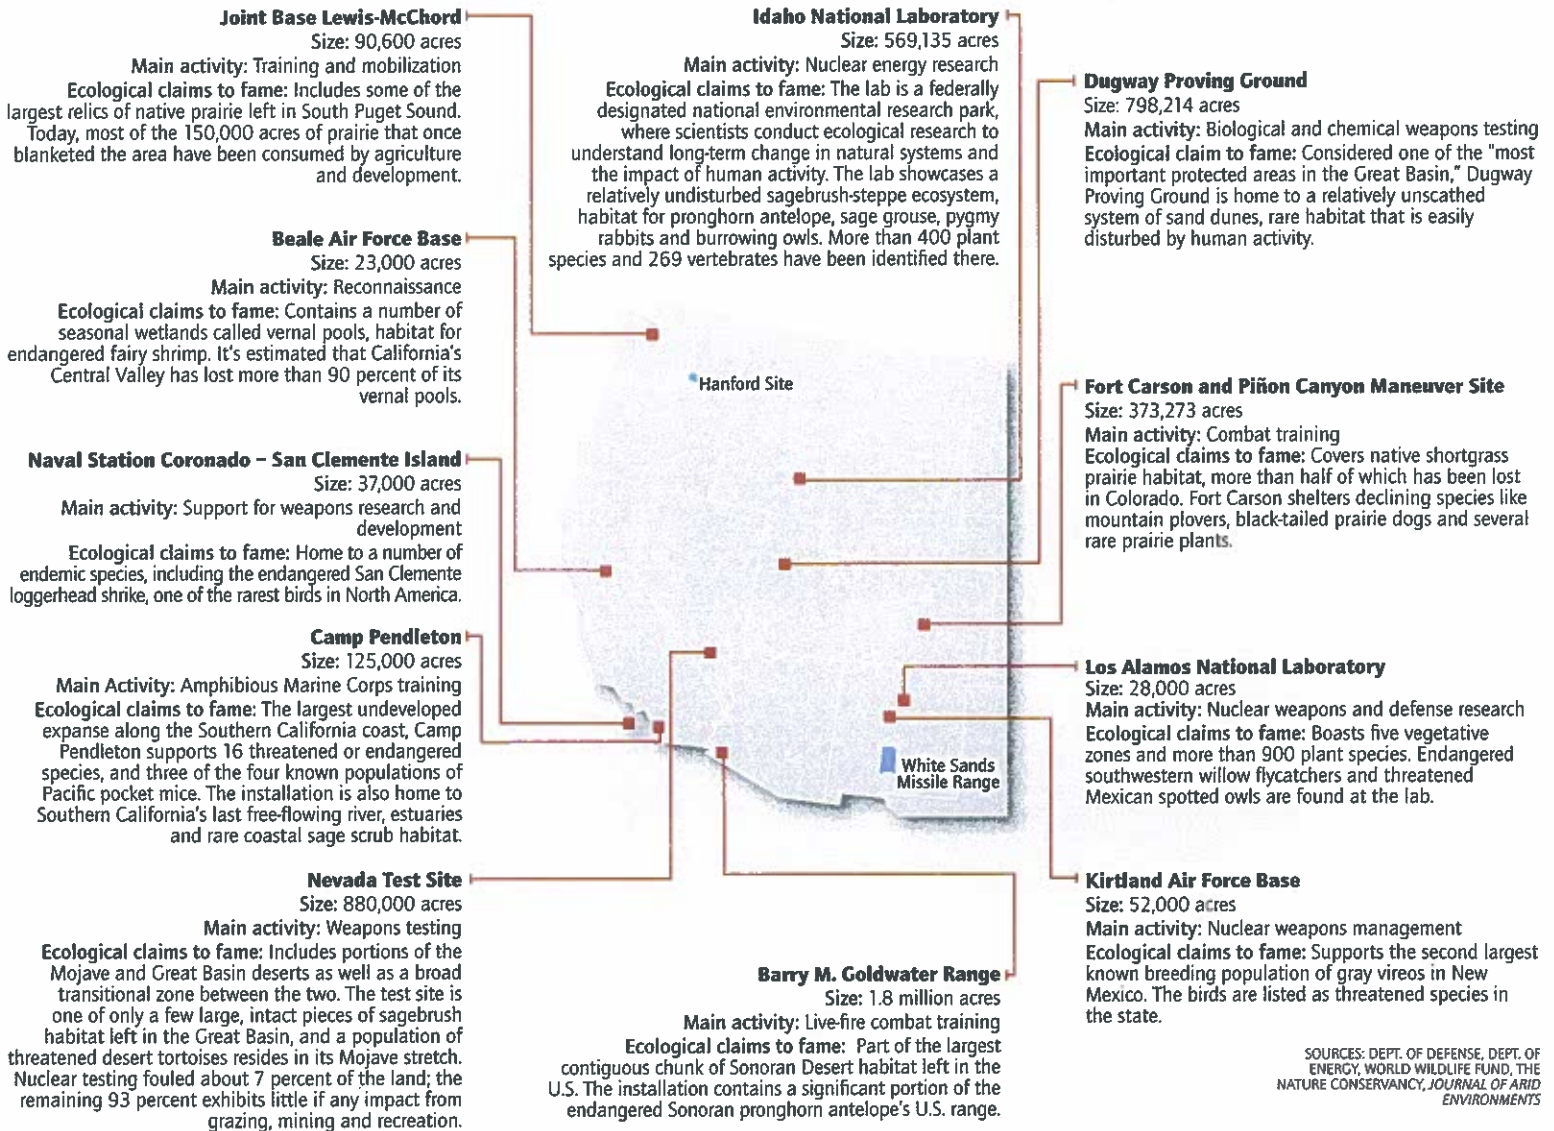 Joint Base Lewis-McChord
Size: 90,600 acres
Main activity: Training and mobilization
Ecological claims to fame: Includes some of the
largest relics of native prairie left in South Puget Sound.
Today, most of the 150,000 acres of prairie that once
blanketed the area have been consumed by agriculture
and development.
Beale Air Force Base
Size: 23,000 acres
Main activity: Reconnaissance
Ecological claims to fame: Contains a number of
seasonal wetlands called vernal pools, habitat for
endangered fairy shrimp. It's estimated that California's
Central Valley has lost more than 90 percent of its
vernal pools.
Naval Station Coronado – San Clemente Island
Size: 37,000 acres
Main activity: Support for weapons research and
development
Ecological claims to fame: Home to a number of
endemic species, including the endangered San Clemente
loggerhead shrike, one of the rarest birds in North America.
Camp Pendleton
Size: 125,000 acres
Main Activity: Amphibious Marine Corps training
Ecological claims to fame: The largest undeveloped
expanse along the Southern California coast, Camp
Pendleton supports 16 threatened or endangered
species, and three of the four known populations of
Pacific pocket mice. The installation is also home to
Southern California's last free-flowing river, estuaries
and rare coastal sage scrub habitat.
Nevada Test Site
Size: 880,000 acres
Main activity: Weapons testing
Ecological claims to fame: Includes portions of the
Mojave and Great Basin deserts as well as a broad
transitional zone between the two. The test site is
one of only a few large, intact pieces of sagebrush
habitat left in the Great Basin, and a population of
threatened desert tortoises resides in its Mojave stretch.
Nuclear testing fouled about 7 percent of the land; the
remaining 93 percent exhibits little if any impact from
grazing, mining and recreation.
Idaho National Laboratory
Size: 569,135 acres
Main activity: Nuclear energy research
Ecological claims to fame: The lab is a federally
designated national environmental research park,
where scientists conduct ecological research to
understand long-term change in natural systems and
the impact of human activity. The lab showcases a
relatively undisturbed sagebrush-steppe ecosystem,
habitat for pronghorn antelope, sage grouse, pygmy
rabbits and burrowing owls. More than 400 plant
species and 269 vertebrates have been identified there.
Hanford Site
White Sands
Missile Range
Barry M. Goldwater Range
Size: 1.8 million acres
Main activity: Live-fire combat training
Ecological claims to fame: Part of the largest
contiguous chunk of Sonoran Desert habitat left in the
U.S. The installation contains a significant portion of the
endangered Sonoran pronghorn antelope's U.S. range.
Dugway Proving Ground
Size: 798,214 acres
Main activity: Biological and chemical weapons testing
Ecological claim to fame: Considered one of the "most
important protected areas in the Great Basin," Dugway
Proving Ground is home to a relatively unscathed
system of sand dunes, rare habitat that is easily
disturbed by human activity.
Fort Carson and Piñon Canyon Maneuver Site
Size: 373,273 acres
Main activity: Combat training
Ecological claims to fame: Covers native shortgrass
prairie habitat, more than half of which has been lost
in Colorado. Fort Carson shelters declining species like
mountain plovers, black-tailed prairie dogs and several
rare prairie plants.
Los Alamos National Laboratory
Size: 28,000 acres
Main activity: Nuclear weapons and defense research
Ecological claims to fame: Boasts five vegetative
zones and more than 900 plant species. Endangered
southwestern willow flycatchers and threatened
Mexican spotted owls are found at the lab.
Kirtland Air Force Base
Size: 52,000 acres
Main activity: Nuclear weapons management
Ecological claims to fame: Supports the second largest
known breeding population of gray vireos in New
Mexico. The birds are listed as threatened species in
the state.
SOURCES: DEPT. OF DEFENSE, DEPT. OF
ENERGY, WORLD WILDLIFE FUND, THE
NATURE CONSERVANCY, JOURNAL OF ARID
ENVIRONMENTS